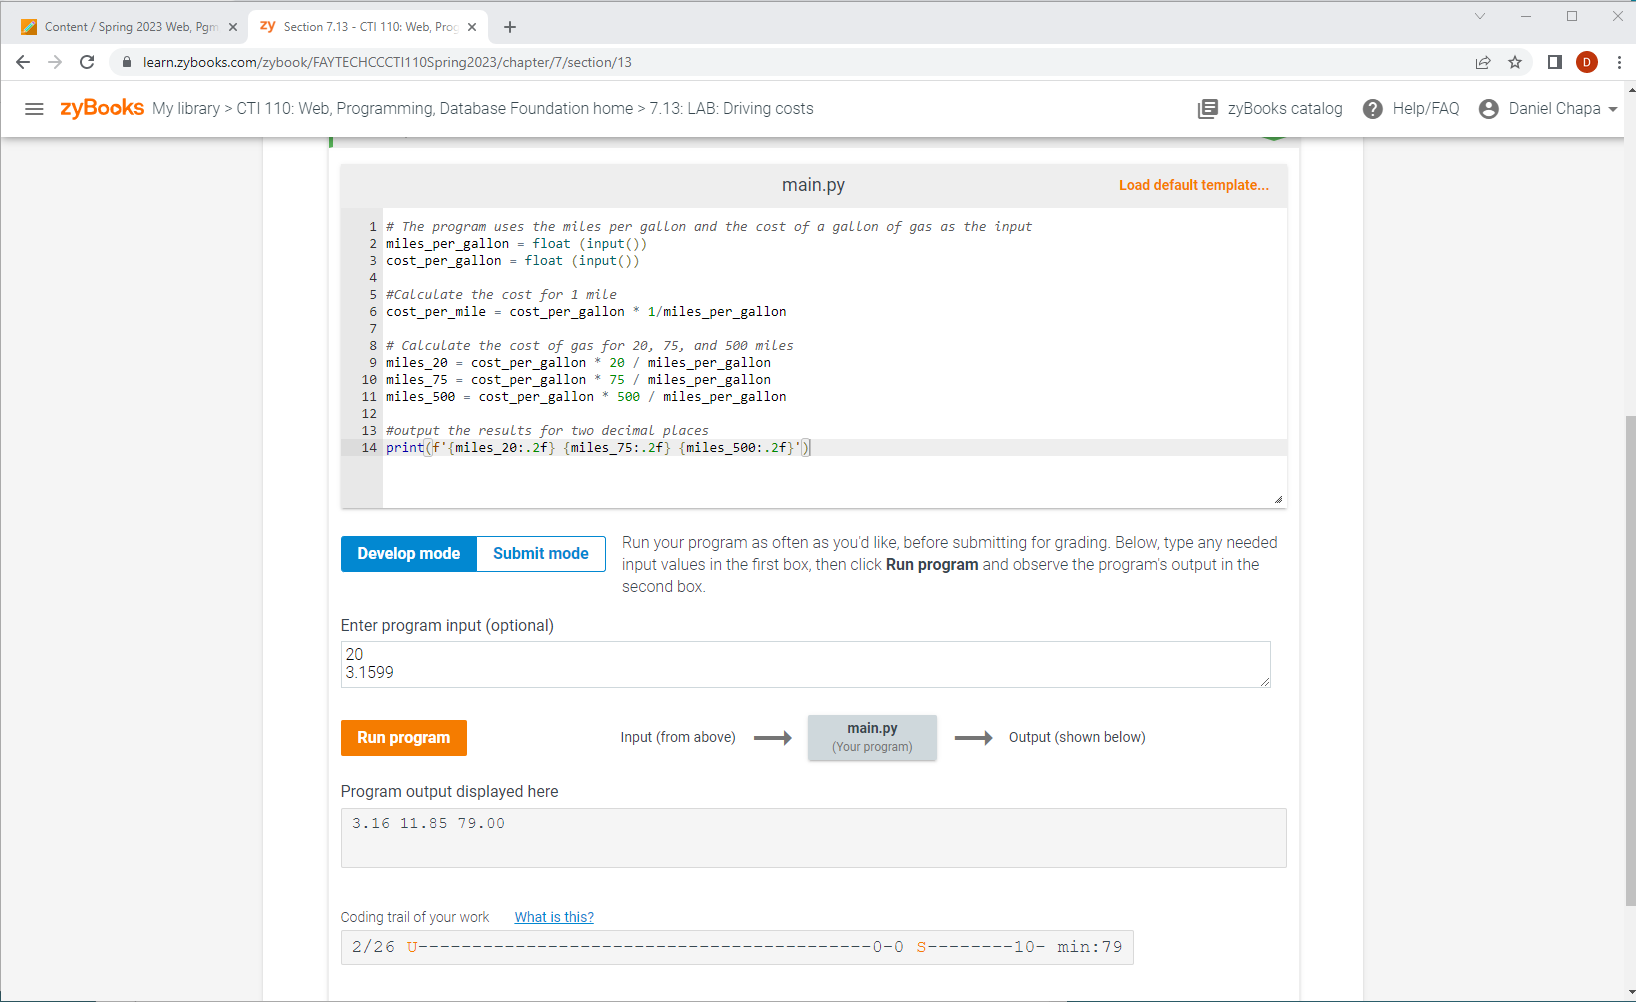 Content / Spring 2023 Web, Pgm
zy Section 7.13 - CTI 110: Web, Prog
learn.zybooks.com/zybook/FAYTECHCCCTI110Spring2023/chapter/7/section/13
D
zyBooks My library > CTI 110: Web, Programming, Database Foundation home > 7.13: LAB: Driving costs
zyBooks catalog
? Help/FAQ
Daniel Chapa
main.py
Load default template...
1 # The program uses the miles per gallon and the cost of a gallon of gas as the input
2 miles_per_gallon = float (input())
3 cost_per_gallon = float (input())
4
5 #Calculate the cost for 1 mile
6 cost_per_mile = cost_per_gallon * 1/miles_per_gallon
7
8 # Calculate the cost of gas for 20, 75, and 500 miles
9 miles_20 = cost_per_gallon * 20 / miles_per_gallon
10 miles_75 = cost_per_gallon * 75 / miles_per_gallon
11 miles_500 = cost_per_gallon * 500 / miles_per_gallon
12
13 #output the results for two decimal places
14 print(f'{miles_20:.2f} {miles_75:.2f} {miles_500:.2f}')
Develop mode
Submit mode
Run your program as often as you'd like, before submitting for grading. Below, type any needed
input values in the first box, then click Run program and observe the program's output in the
second box.
Enter program input (optional)
20
3.1599
Run program
Input (from above)
main.py
(Your program)
Output (shown below)
Program output displayed here
3.16 11.85 79.00
Coding trail of your work What is this?
2/26 U------------------------------------------0-0 S--------10- min:79